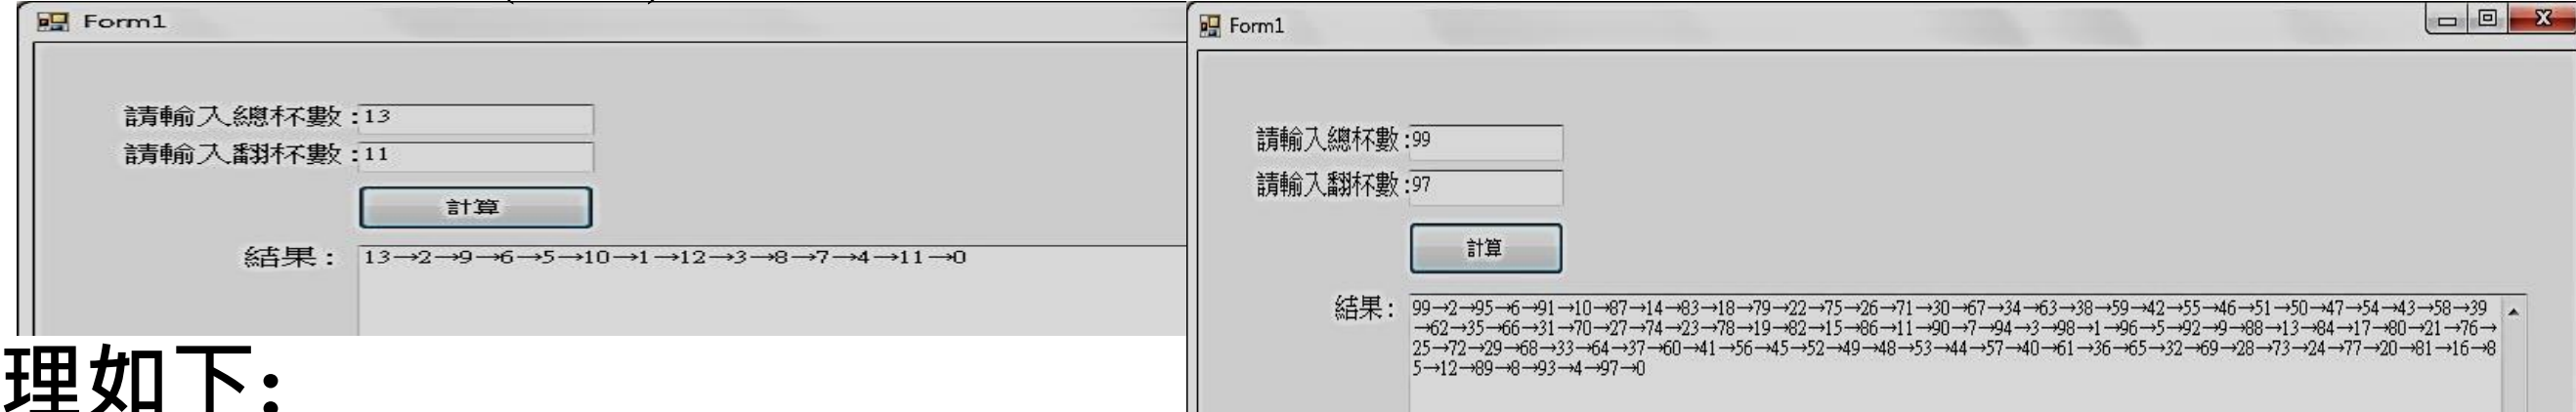 Form1
請輸入總杯數:13
請輸入翻杯數:11
計算
結果: 13→2→9→6→5→10→1→12→3→8→7→4→11→0
Form1
請輸入總杯數:99
請輸入翻杯數:97
計算
結果: 99→2→95→6→91→10→87→14→83→18→79→22→75→26→71→30→67→34→63→38→59→42→55→46→51→50→47→54→43→58→39
→62→35→66→31→70→27→74→23→78→19→82→15→86→11→90→7→94→3→98→1→96→5→92→9→88→13→84→17→80→21→76→
25→72→29→68→33→64→37→60→41→56→45→52→49→48→53→44→57→40→61→36→65→32→69→28→73→24→77→20→81→16→8
5→12→89→8→93→4→97→0
理如下: